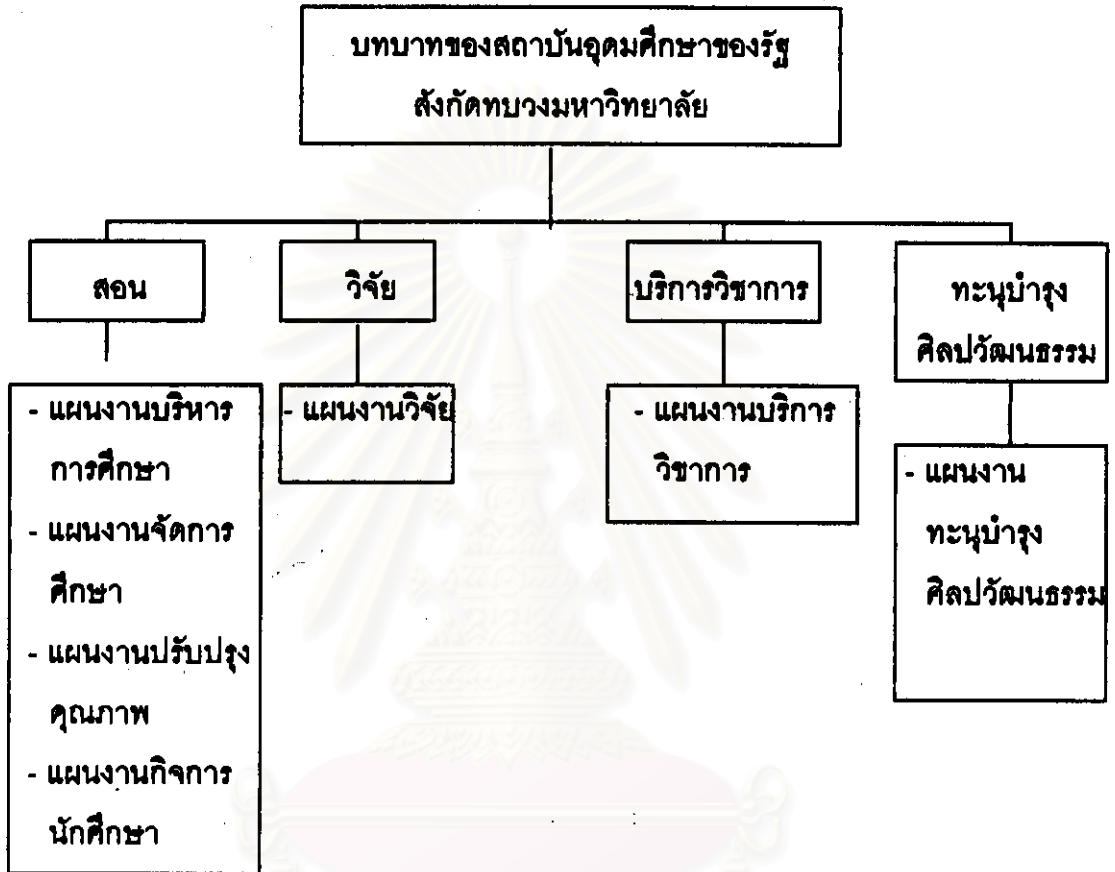 บทบาทของสถาบันอุดมศึกษาของรัฐ
สังกัดทบวงมหาวิทยาลัย
สอน
วิจัย
บริการวิชาการ
ทะนุบำรุง
ศิลปวัฒนธรรม
- แผนงานบริหาร
การศึกษา
- แผนงานจัดการ
ศึกษา
- แผนงานปรับปรุง
คุณภาพ
- แผนงานกิจการ
นักศึกษา
- แผนงานวิจัย
- แผนงานบริการ
วิชาการ
- แผนงาน
ทะนุบำรุง
ศิลปวัฒนธรรม